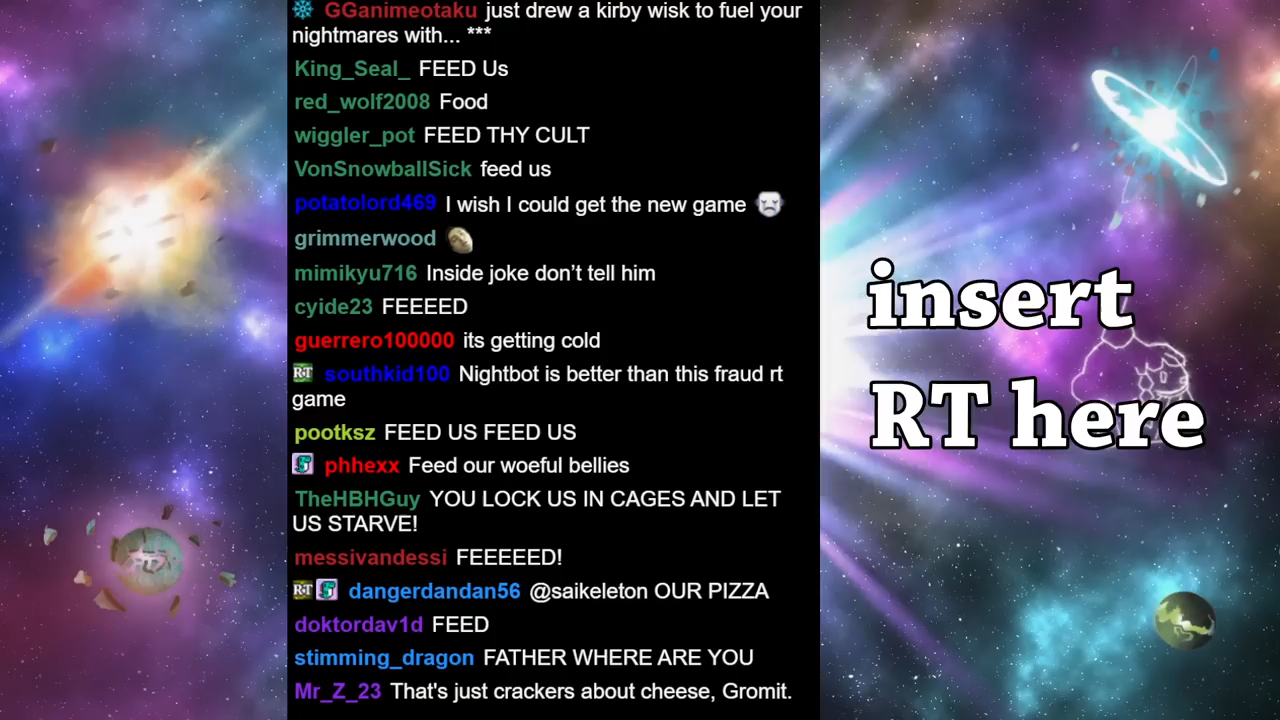 GGanimeotaku just drew a kirby wisk to fuel your
nightmares with... ***
King_Seal_ FEED Us
red_wolf2008 Food
wiggler_pot FEED THY CULT
VonSnowballSick feed us
potatolord469 I wish I could get the new game
grimmerwood
mimikyu716 Inside joke don’t tell him
cyide23 FEEEED
guerrero100000 its getting cold
RT southkid100 Nightbot is better than this fraud rt
game
pootksz FEED US FEED US
phhexx Feed our woeful bellies
TheHBHGuy YOU LOCK US IN CAGES AND LET
US STARVE!
messivandessi FEEEEED!
RT dangerdandan56 @saikeleton OUR PIZZA
doktordav1d FEED
stimming_dragon FATHER WHERE ARE YOU
Mr_Z_23 That's just crackers about cheese, Gromit.
insert
RT here